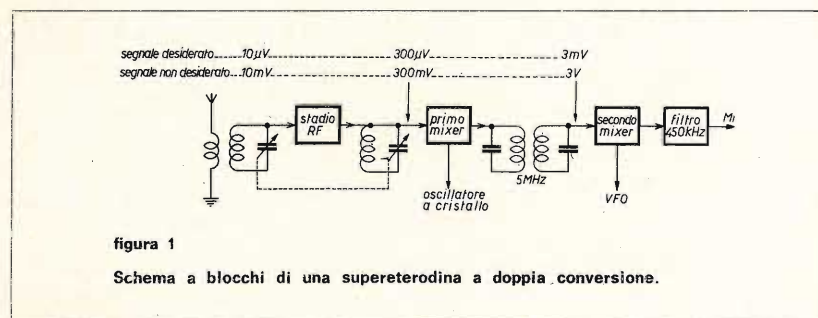 segnale desiderato.....10µV.....300µV.....3mV
segnale non desiderato...10mV.....300mV.....3V
stadio RF
primo mixer
secondo mixer
filtro 450kHz
MF
oscillatore a cristallo
5MHz
VFO
figura 1
Schema a blocchi di una supereterodina a doppia conversione.